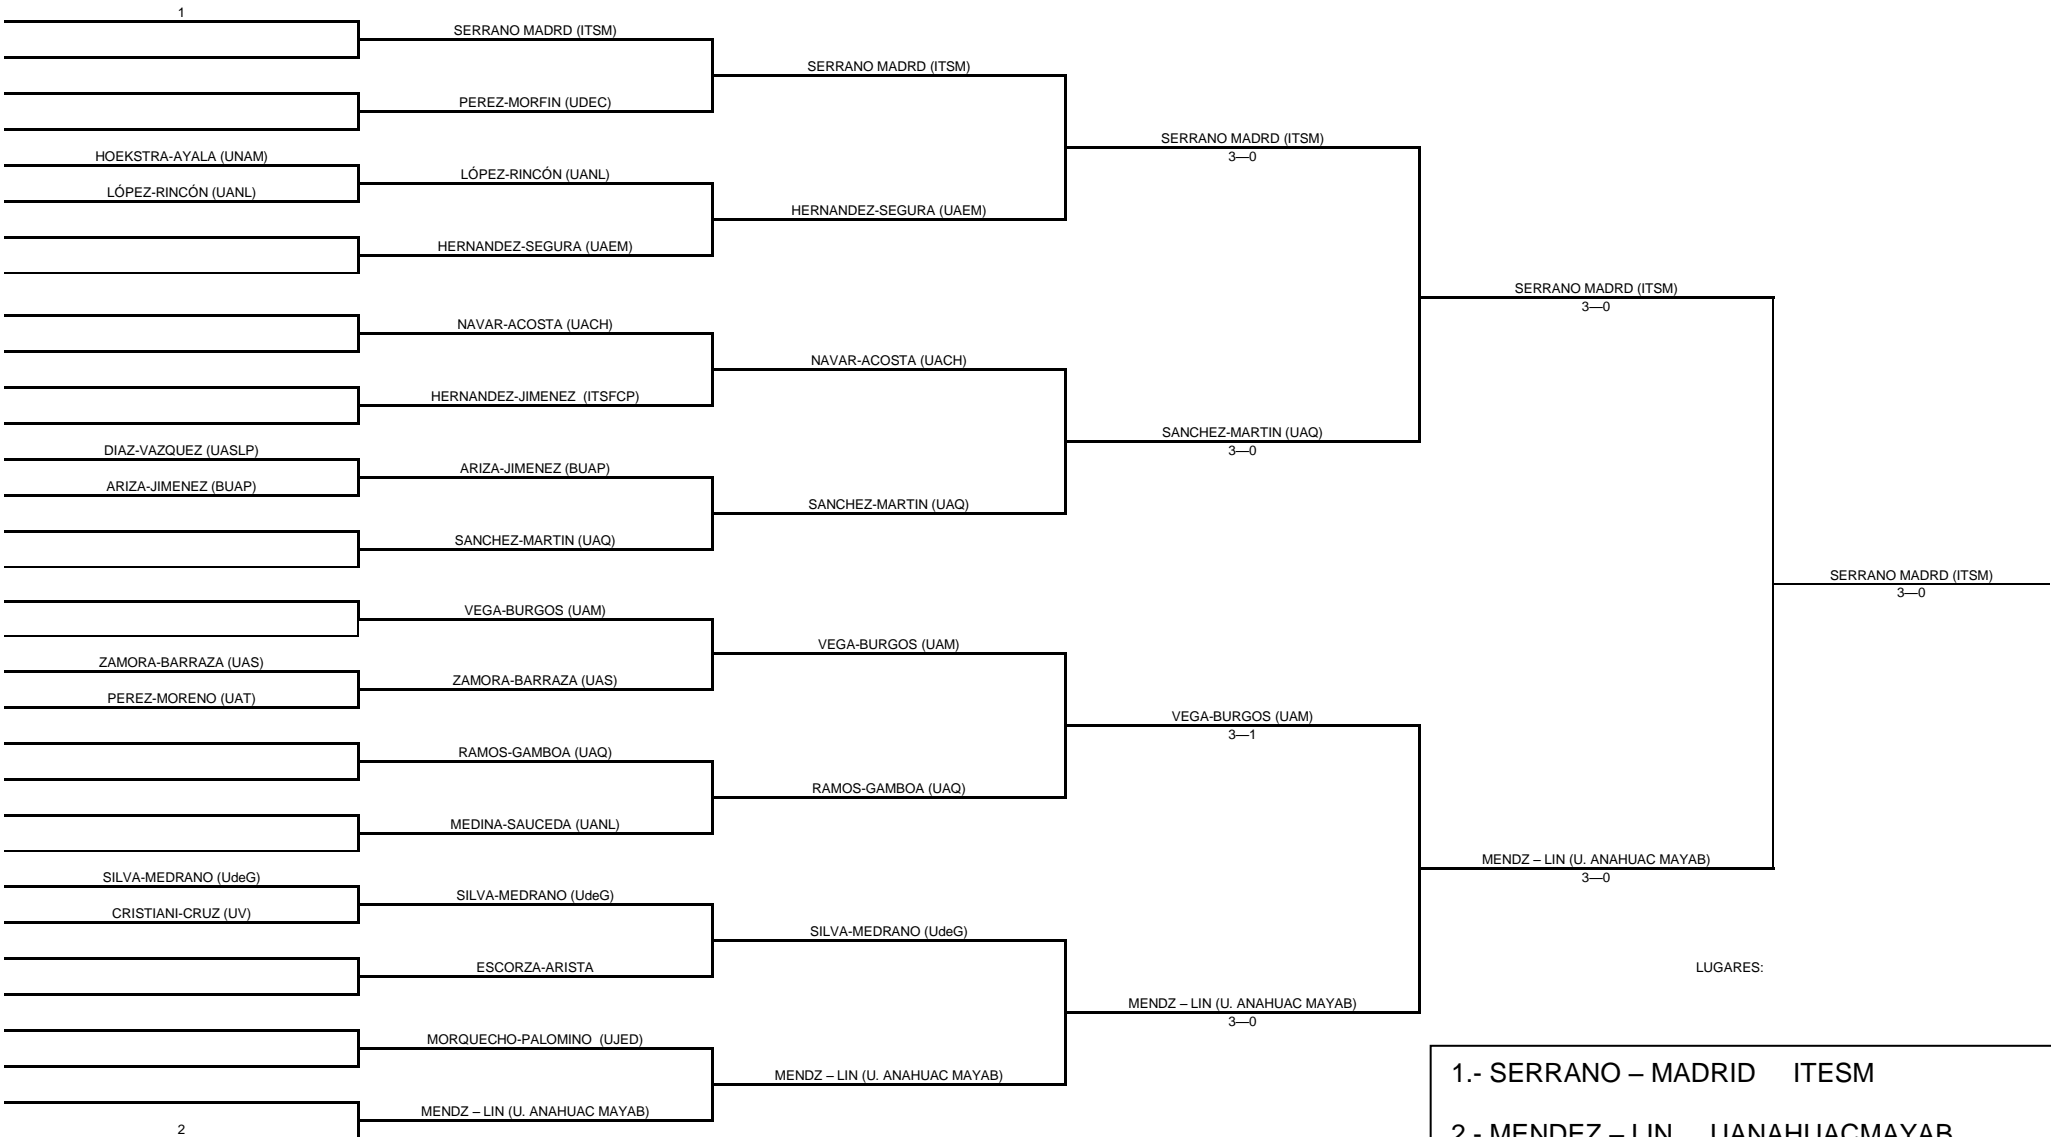 1
SERRANO MADRD (ITSM)
SERRANO MADRD (ITSM)
PEREZ-MORFIN (UDEC)
SERRANO MADRD (ITSM)
3—0
HOEKSTRA-AYALA (UNAM)
LÓPEZ-RINCÓN (UANL)
LÓPEZ-RINCÓN (UANL)
HERNANDEZ-SEGURA (UAEM)
HERNANDEZ-SEGURA (UAEM)
SERRANO MADRD (ITSM)
3—0
NAVAR-ACOSTA (UACH)
NAVAR-ACOSTA (UACH)
HERNANDEZ-JIMENEZ (ITSFCP)
SANCHEZ-MARTIN (UAQ)
3—0
DIAZ-VAZQUEZ (UASLP)
ARIZA-JIMENEZ (BUAP)
ARIZA-JIMENEZ (BUAP)
SANCHEZ-MARTIN (UAQ)
SANCHEZ-MARTIN (UAQ)
SERRANO MADRD (ITSM)
3—0
VEGA-BURGOS (UAM)
VEGA-BURGOS (UAM)
ZAMORA-BARRAZA (UAS)
ZAMORA-BARRAZA (UAS)
PEREZ-MORENO (UAT)
VEGA-BURGOS (UAM)
3—1
RAMOS-GAMBOA (UAQ)
RAMOS-GAMBOA (UAQ)
MEDINA-SAUCEDA (UANL)
MENDZ – LIN (U. ANAHUAC MAYAB)
3—0
SILVA-MEDRANO (UdeG)
SILVA-MEDRANO (UdeG)
CRISTIANI-CRUZ (UV)
SILVA-MEDRANO (UdeG)
ESCORZA-ARISTA
LUGARES:
MENDZ – LIN (U. ANAHUAC MAYAB)
3—0
MORQUECHO-PALOMINO (UJED)
MENDZ – LIN (U. ANAHUAC MAYAB)
MENDZ – LIN (U. ANAHUAC MAYAB)
2
1.- SERRANO – MADRID ITESM
2.- MENDEZ – LIN UANAHUACMAYAB